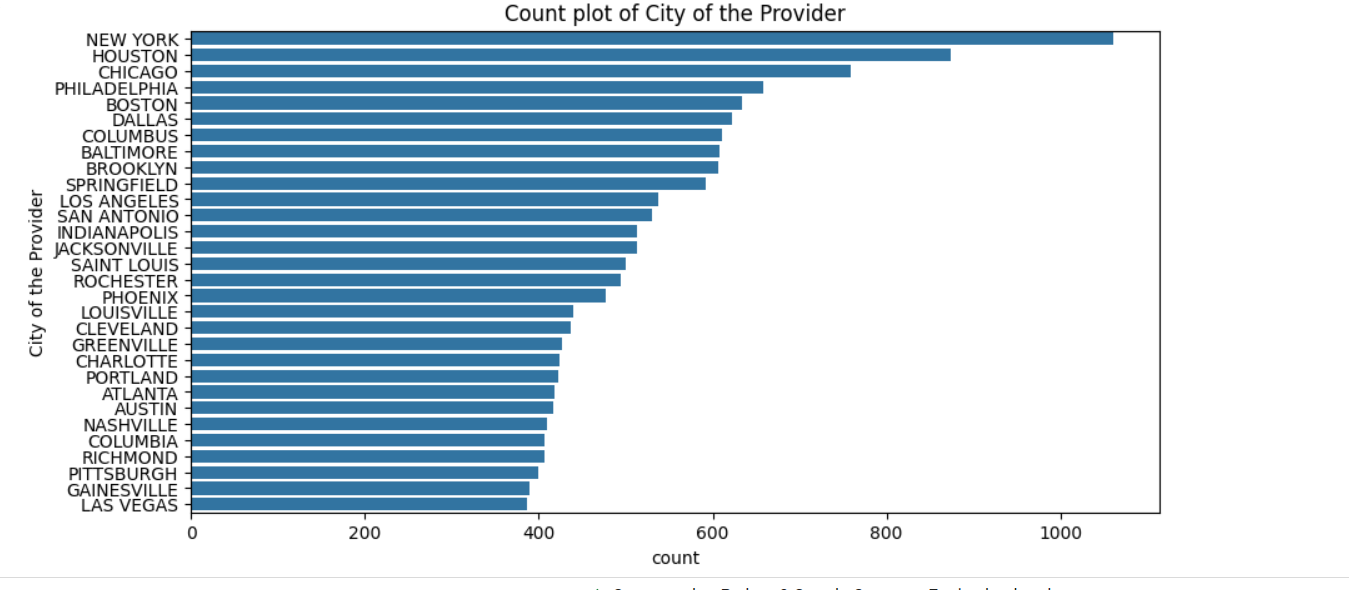 Count plot of City of the Provider
NEW YORK
HOUSTON
CHICAGO
PHILADELPHIA
BOSTON
DALLAS
COLUMBUS
BALTIMORE
BROOKLYN
SPRINGFIELD
LOS ANGELES
SAN ANTONIO
INDIANAPOLIS
JACKSONVILLE
SAINT LOUIS
ROCHESTER
PHOENIX
LOUISVILLE
CLEVELAND
GREENVILLE
CHARLOTTE
PORTLAND
ATLANTA
AUSTIN
NASHVILLE
COLUMBIA
RICHMOND
PITTSBURGH
GAINESVILLE
LAS VEGAS
City of the Provider
0 200 400 600 800 1000
count